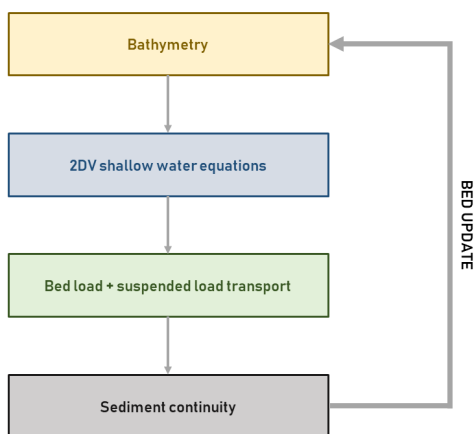 Bathymetry
2DV shallow water equations
Bed load + suspended load transport
Sediment continuity
BED UPDATE